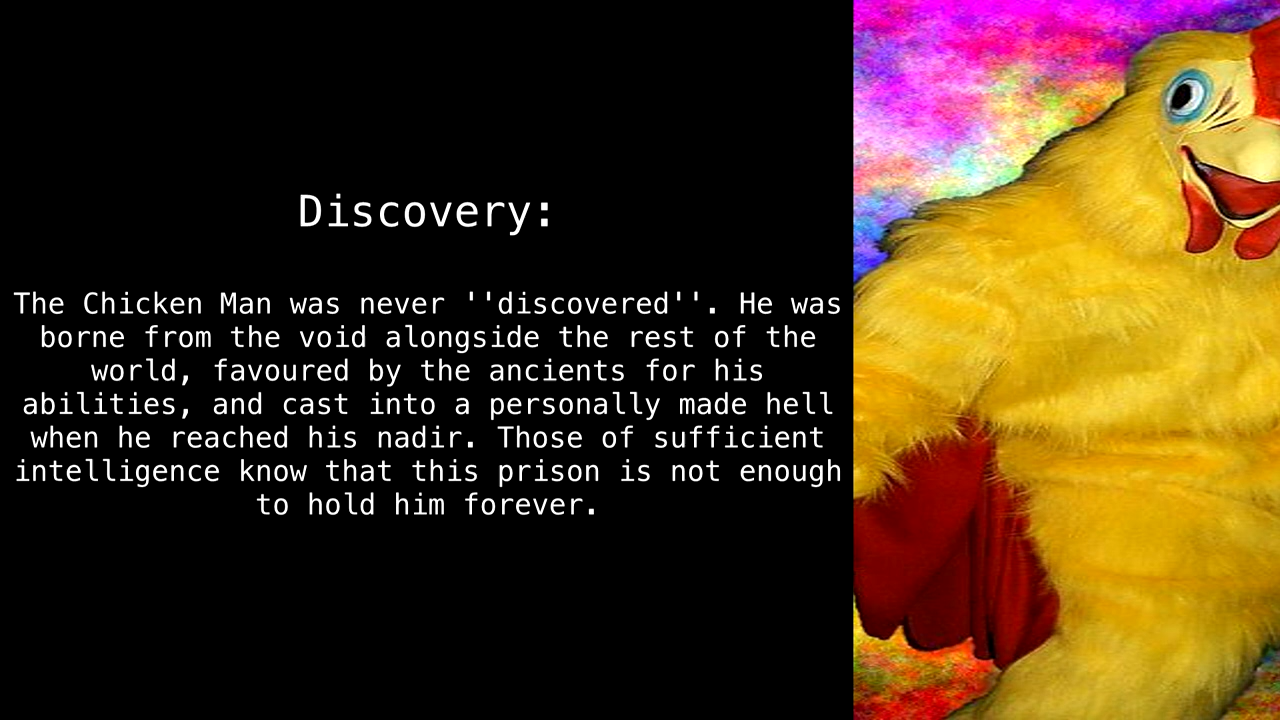 Discovery:
The Chicken Man was never ''discovered''. He was
borne from the void alongside the rest of the
world, favoured by the ancients for his
abilities, and cast into a personally made hell
when he reached his nadir. Those of sufficient
intelligence know that this prison is not enough
to hold him forever.